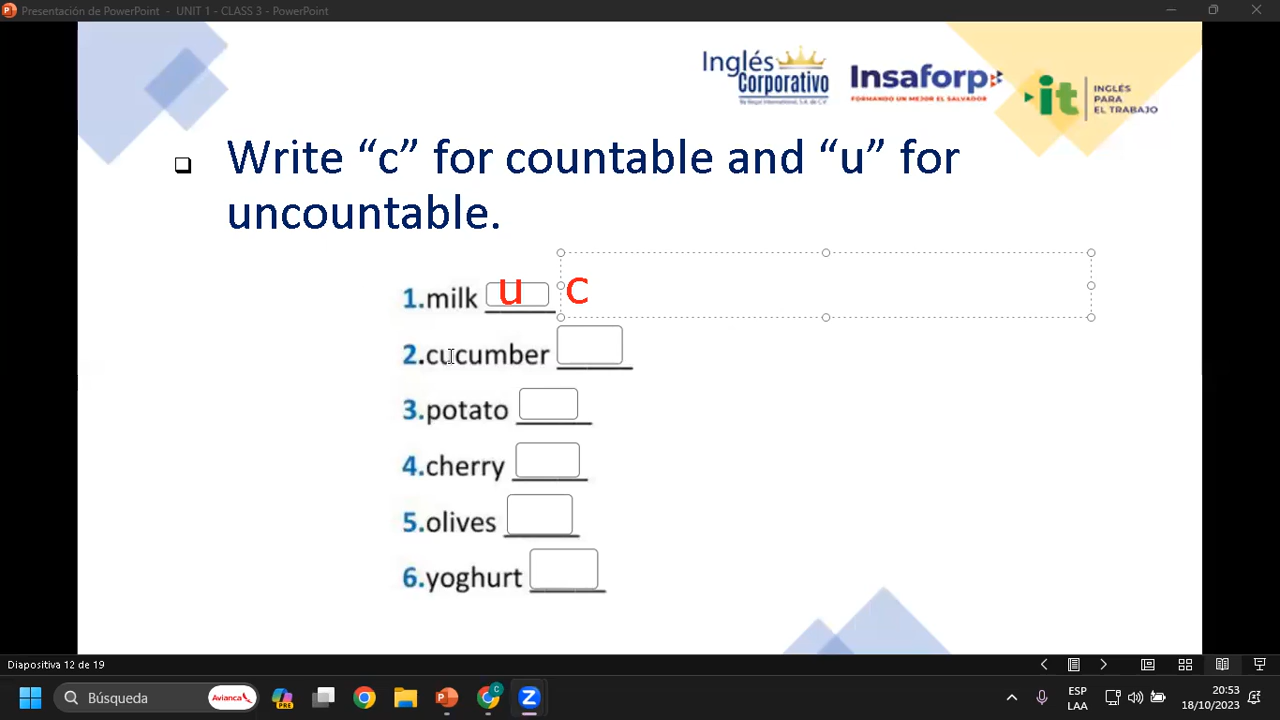 Presentación de PowerPoint - UNIT 1 - CLASS 3 - PowerPoint
Inglés
Corporativo
Insaforp
FORMANDO UN MEJOR EL SALVADOR
it
INGLÉS
PARA
EL TRABAJO
Write “c” for countable and “u” for
uncountable.
1.milk u c
2.cucumber
3.potato
4.cherry
5.olives
6.yoghurt
Diapositiva 12 de 19
Búsqueda
Avianca
PRE
C
ESP
LAA
20:53
18/10/2023